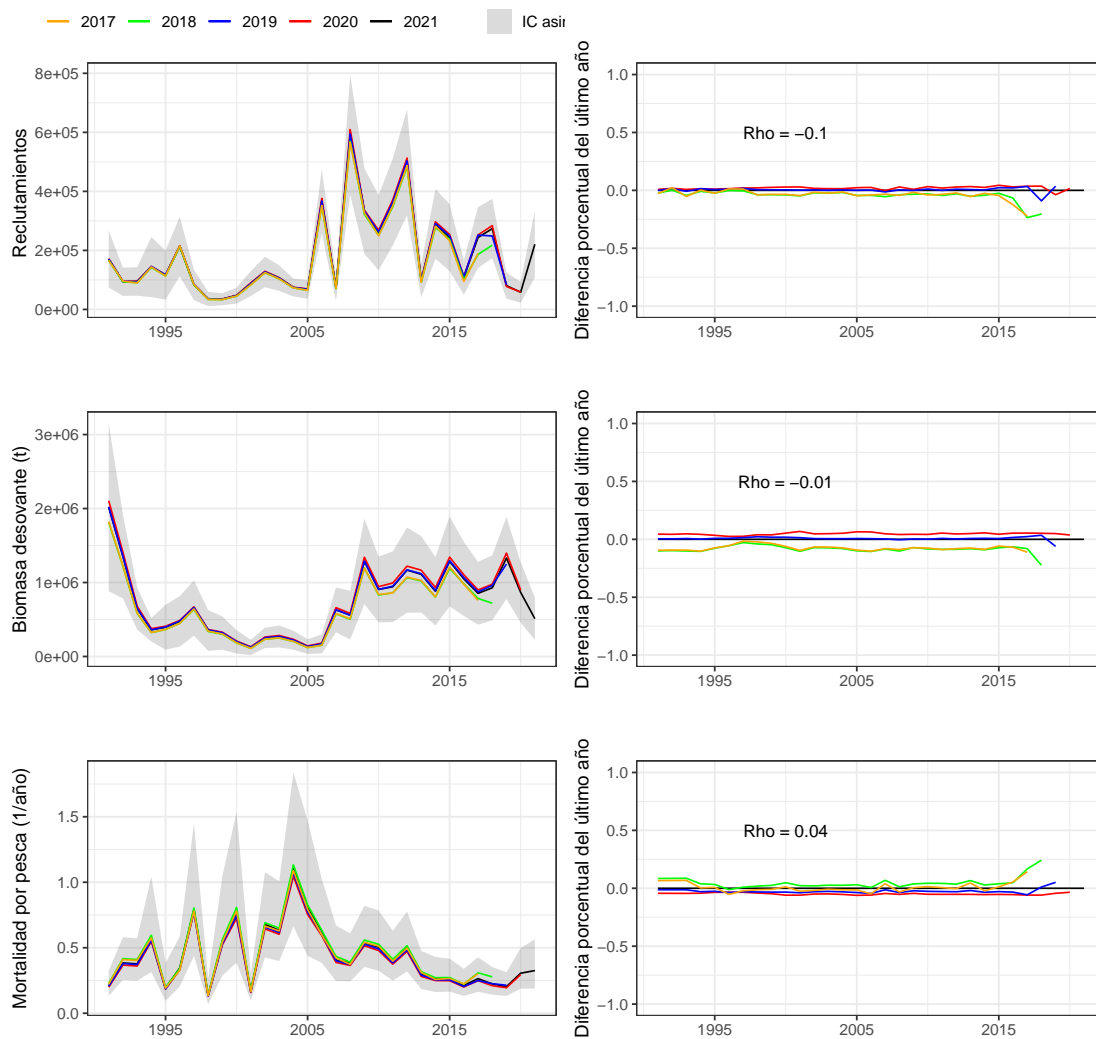 2017 2018 2019 2020 2021 IC asin
Reclutamientos
8e+05
6e+05
4e+05
2e+05
0e+00
1995 2005 2015
Diferencia porcentual del último año
1.0
0.5
0.0
−0.5
−1.0
Rho = −0.1
1995 2005 2015
Biomasa desovante (t)
3e+06
2e+06
1e+06
0e+00
1995 2005 2015
Diferencia porcentual del último año
1.0
0.5
0.0
−0.5
−1.0
Rho = −0.01
1995 2005 2015
Mortalidad por pesca (1/año)
1.5
1.0
0.5
0.0
1995 2005 2015
Diferencia porcentual del último año
1.0
0.5
0.0
−0.5
−1.0
Rho = 0.04
1995 2005 2015